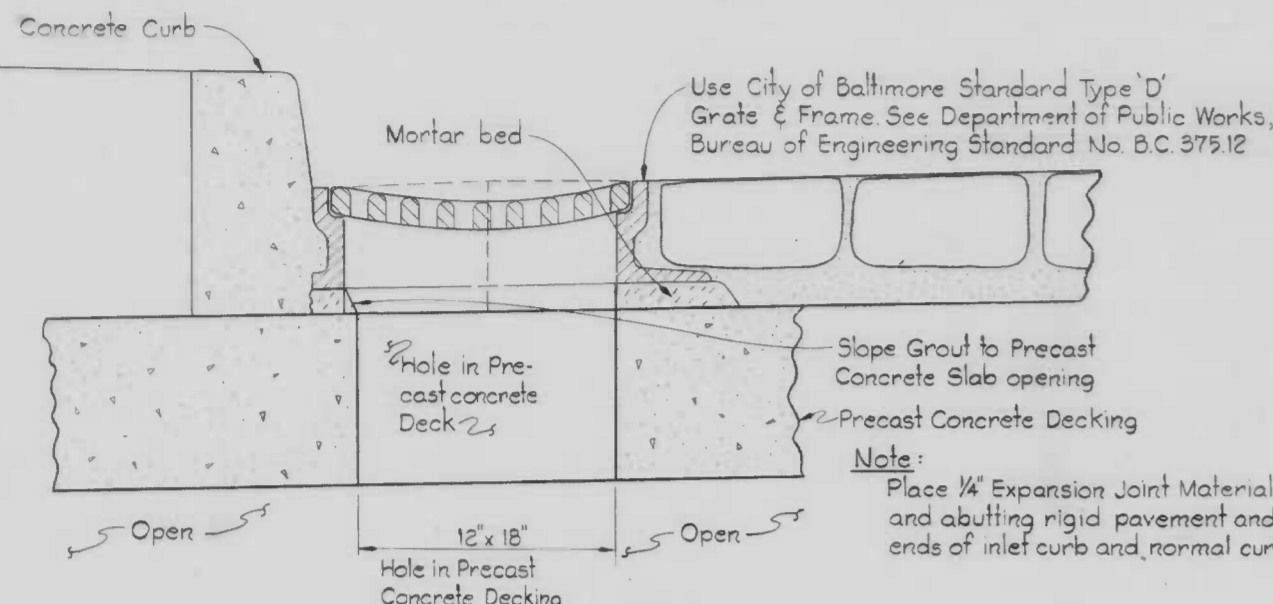 Concrete Curb
Use City of Baltimore Standard Type 'D'
Grate & Frame. See Department of Public Works,
Bureau of Engineering Standard No. B.C. 375.12
Mortar bed
Hole in Pre-
cast concrete
Deck
Slope Grout to Precast
Concrete Slab opening
Precast Concrete Decking
Note:
Place 1/4" Expansion Joint Material
and abutting rigid pavement and
ends of inlet curb and normal cur
Open
12" x 18"
Open
Hole in Precast
Concrete Decking